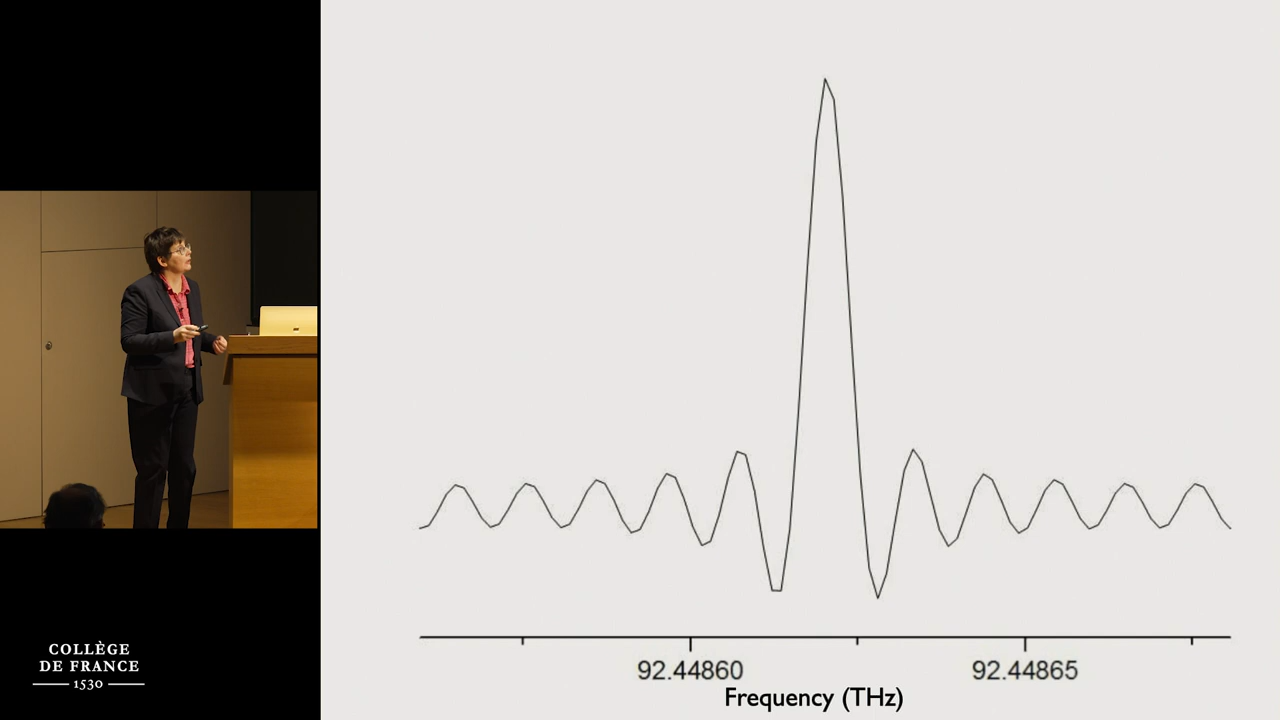 92.44860
92.44865
Frequency (THz)
COLLÈGE
DE FRANCE
1530